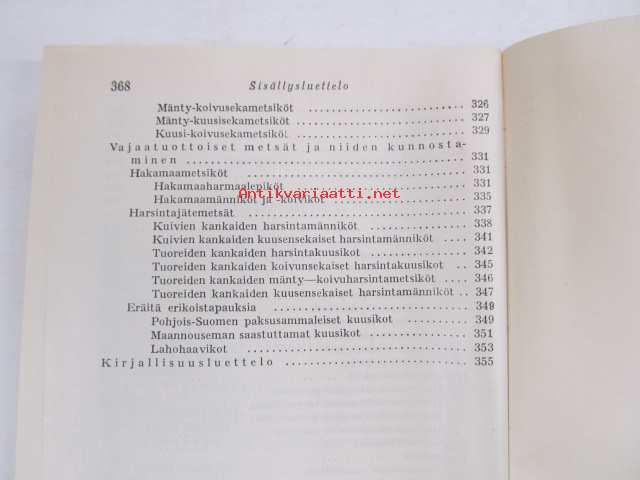 368 Sisällysluettelo
Mänty-koivusekametsiköt 326
Mänty-kuusisekametsiköt 327
Kuusi-koivusekametsiköt 329
Vajaatuottoiset metsät ja niiden kunnosta-
minen 331
Hakamaametsiköt 331
Hakamaaharmaalepiköt 331
Antikvariaatti.net
Hakamaamänniköt ja -koivikot 335
Harsintajätemetsät 337
Kuivien kankaiden harsintamänniköt 338
Kuivien kankaiden kuusensekaiset harsintamänniköt 341
Tuoreiden kankaiden harsintakuusikot 342
Tuoreiden kankaiden koivunsekaiset harsintakuusikot 345
Tuoreiden kankaiden mänty—koivuharsintametsiköt 346
Tuoreiden kankaiden kuusensekaiset harsintamänniköt 347
Eräitä erikoistapauksia 349
Pohjois-Suomen paksusammaleiset kuusikot 349
Maannouseman saastuttamat kuusikot 351
Lahohaavikot 353
Kirjallisuusluettelo 355